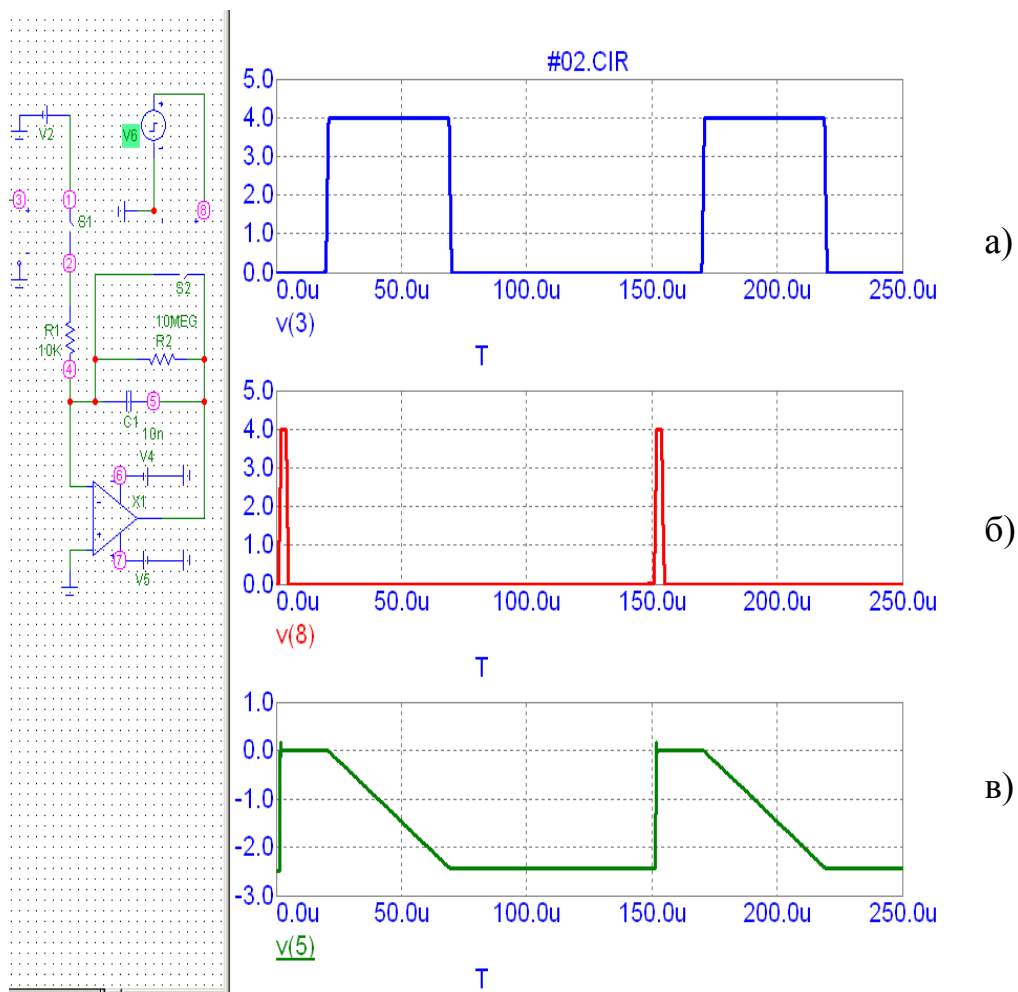 V2
V6
3
1
8
S1
2
S2
10MEG
R1
R2
10K
4
5
C1
10n
V4
6
X1
-
+
7
V5
#02.CIR
5.0
4.0
3.0
2.0
1.0
0.0
0.0u 50.0u 100.0u 150.0u 200.0u 250.0u
v(3)
T
а)
5.0
4.0
3.0
2.0
1.0
0.0
0.0u 50.0u 100.0u 150.0u 200.0u 250.0u
v(8)
T
б)
1.0
0.0
-1.0
-2.0
-3.0
0.0u 50.0u 100.0u 150.0u 200.0u 250.0u
v(5)
T
в)